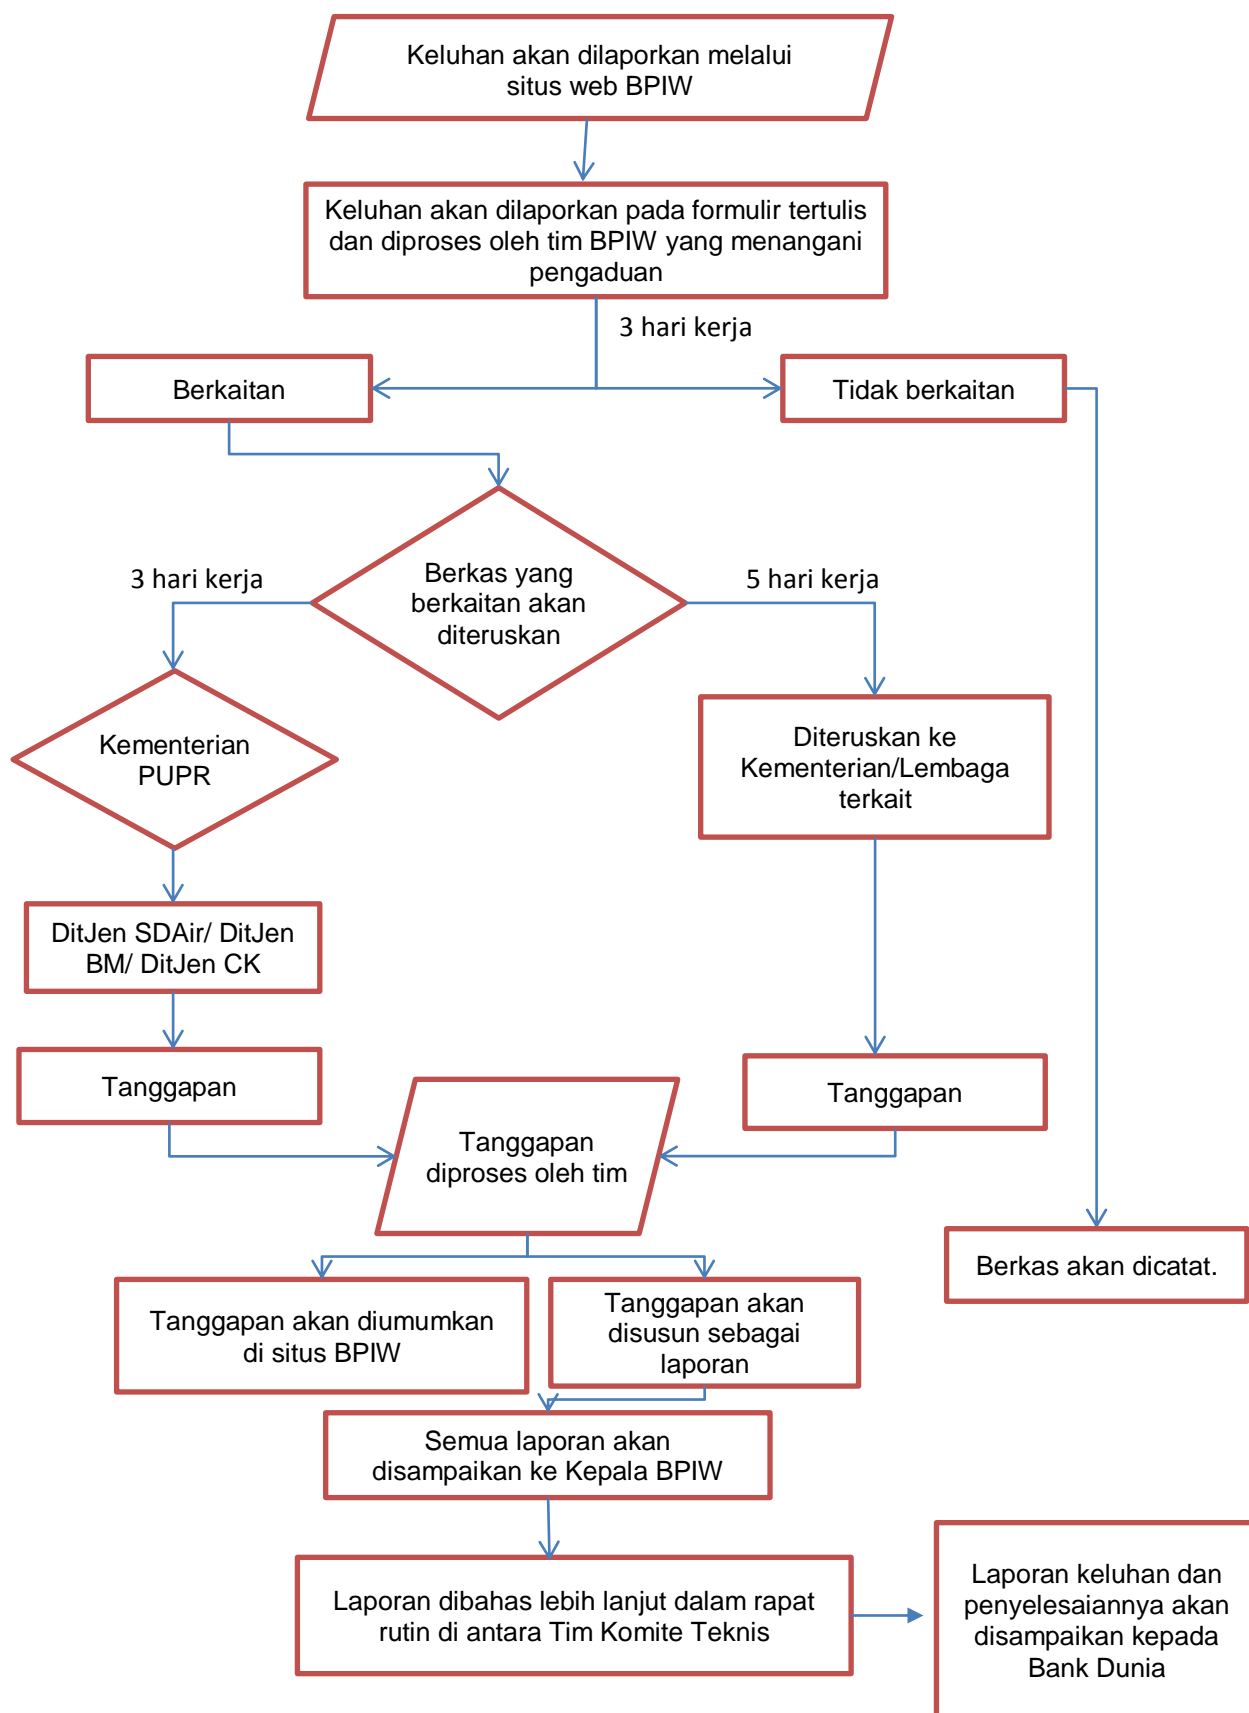 Keluhan akan dilaporkan melalui
situs web BPIW
Keluhan akan dilaporkan pada formulir tertulis
dan diproses oleh tim BPIW yang menangani
pengaduan
3 hari kerja
Berkaitan
Tidak berkaitan
3 hari kerja
Berkas yang
berkaitan akan
diteruskan
5 hari kerja
Kementerian
PUPR
Diteruskan ke
Kementerian/Lembaga
terkait
DitJen SDAir/ DitJen
BM/ DitJen CK
Tanggapan
Tanggapan
Tanggapan
diproses oleh tim
Berkas akan dicatat.
Tanggapan akan diumumkan
di situs BPIW
Tanggapan akan
disusun sebagai
laporan
Semua laporan akan
disampaikan ke Kepala BPIW
Laporan dibahas lebih lanjut dalam rapat
rutin di antara Tim Komite Teknis
Laporan keluhan dan
penyelesaiannya akan
disampaikan kepada
Bank Dunia